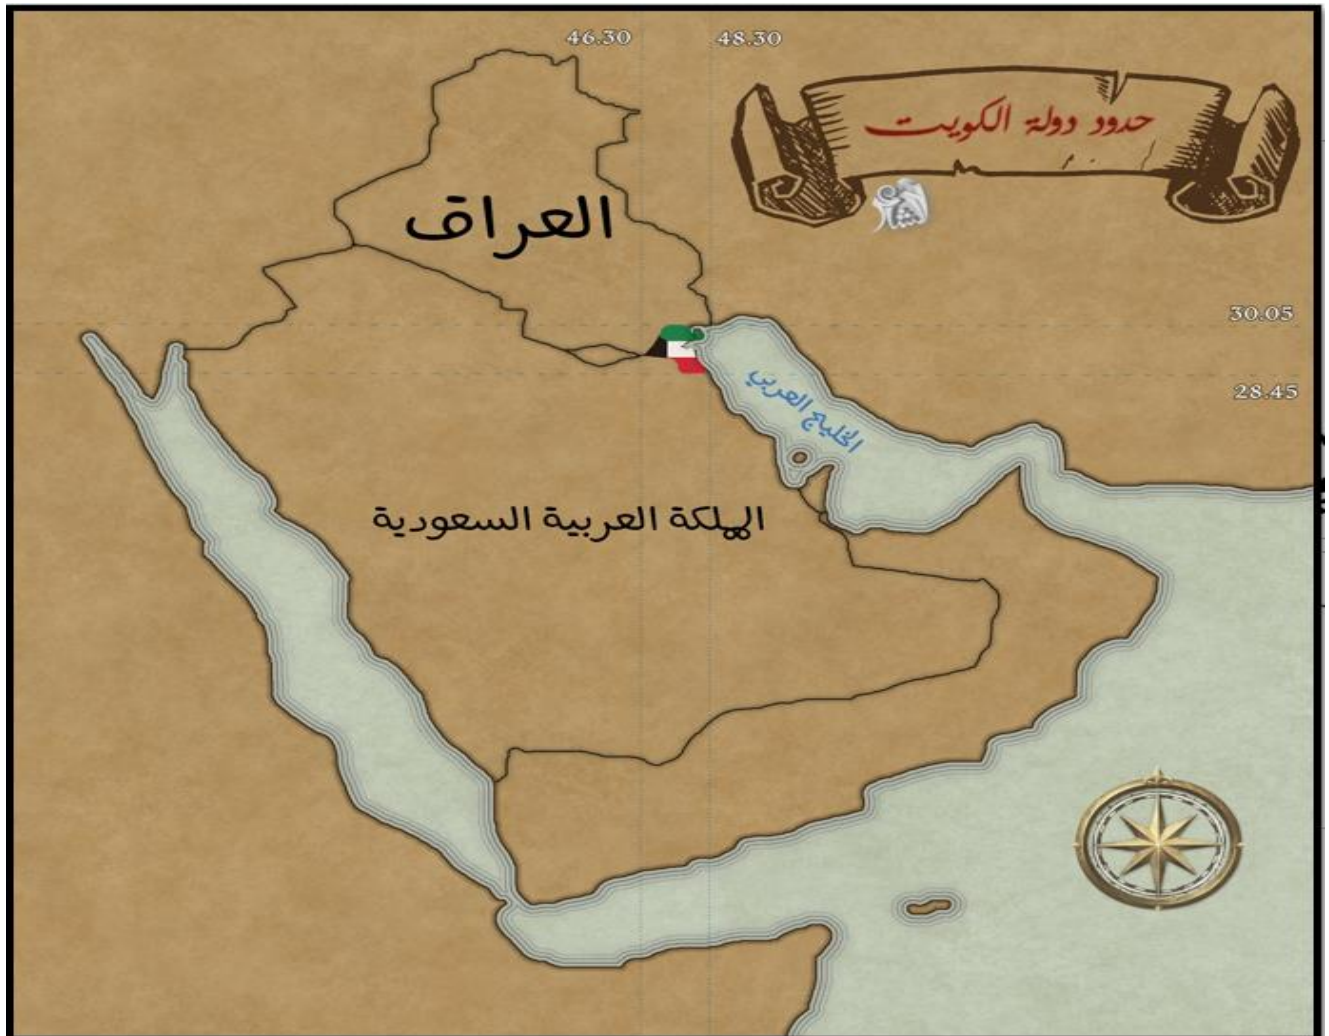 46.30
48.30
حدود دولة الكويت
العراق
30.05
28.45
الخليج العربي
المملكة العربية السعودية